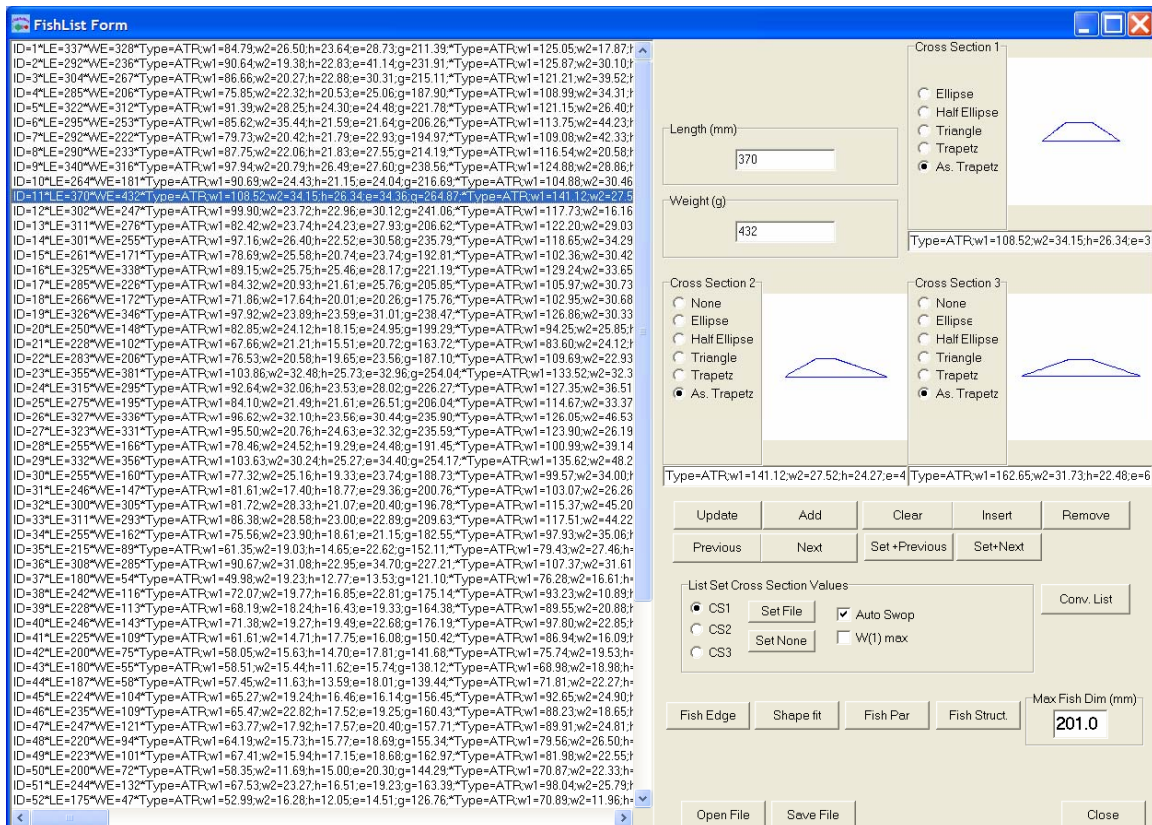 FishList Form
ID=1*LE=337*WE=328*Type=ATR;w1=84.79;w2=26.50;h=23.64;e=28.73;g=211.39;*Type=ATR;w1=125.05;w2=17.87;h
ID=2*LE=292*WE=236*Type=ATR;w1=90.64;w2=19.38;h=22.83;e=41.14;g=231.91;*Type=ATR;w1=125.87;w2=30.10;h
ID=3*LE=304*WE=267*Type=ATR;w1=86.66;w2=20.27;h=22.88;e=30.31;g=215.11;*Type=ATR;w1=121.21;w2=39.52;h
ID=4*LE=285*WE=206*Type=ATR;w1=75.85;w2=22.32;h=20.53;e=25.06;g=187.90;*Type=ATR;w1=108.99;w2=34.31;h
ID=5*LE=322*WE=312*Type=ATR;w1=91.39;w2=28.25;h=24.30;e=24.48;g=221.78;*Type=ATR;w1=121.15;w2=26.40;h
ID=6*LE=295*WE=253*Type=ATR;w1=85.62;w2=35.44;h=21.59;e=21.64;g=206.26;*Type=ATR;w1=113.75;w2=44.23;h
ID=7*LE=292*WE=222*Type=ATR;w1=79.73;w2=20.42;h=21.79;e=22.93;g=194.97;*Type=ATR;w1=109.08;w2=42.33;h
ID=8*LE=290*WE=233*Type=ATR;w1=87.75;w2=22.06;h=21.83;e=27.55;g=214.19;*Type=ATR;w1=116.54;w2=20.58;h
ID=9*LE=340*WE=316*Type=ATR;w1=97.94;w2=20.79;h=26.49;e=27.60;g=238.56;*Type=ATR;w1=124.88;w2=28.86;h
ID=10*LE=264*WE=181*Type=ATR;w1=90.69;w2=24.43;h=21.15;e=24.04;g=216.69;*Type=ATR;w1=104.88;w2=30.46
ID=11*LE=370*WE=432*Type=ATR;w1=108.52;w2=34.15;h=26.34;e=34.36;g=264.87;*Type=ATR;w1=141.12;w2=27.5
ID=12*LE=302*WE=247*Type=ATR;w1=99.90;w2=23.72;h=22.96;e=30.12;g=241.06;*Type=ATR;w1=117.73;w2=16.16
ID=13*LE=311*WE=276*Type=ATR;w1=82.42;w2=23.74;h=24.23;e=27.93;g=206.62;*Type=ATR;w1=122.20;w2=29.03
ID=14*LE=301*WE=255*Type=ATR;w1=97.16;w2=26.40;h=22.52;e=30.58;g=235.79;*Type=ATR;w1=118.65;w2=34.29
ID=15*LE=261*WE=171*Type=ATR;w1=78.69;w2=25.58;h=20.74;e=23.74;g=192.81;*Type=ATR;w1=102.36;w2=30.42
ID=16*LE=325*WE=338*Type=ATR;w1=89.15;w2=25.75;h=25.46;e=28.17;g=221.19;*Type=ATR;w1=129.24;w2=33.65
ID=17*LE=285*WE=226*Type=ATR;w1=84.32;w2=20.93;h=21.61;e=25.76;g=205.85;*Type=ATR;w1=105.97;w2=30.73
ID=18*LE=266*WE=172*Type=ATR;w1=71.86;w2=17.64;h=20.01;e=20.26;g=175.76;*Type=ATR;w1=102.95;w2=30.68
ID=19*LE=326*WE=346*Type=ATR;w1=97.92;w2=23.89;h=23.59;e=31.01;g=238.47;*Type=ATR;w1=126.86;w2=30.33
ID=20*LE=250*WE=148*Type=ATR;w1=82.85;w2=24.12;h=18.15;e=24.95;g=199.29;*Type=ATR;w1=94.25;w2=25.85;h
ID=21*LE=228*WE=102*Type=ATR;w1=67.66;w2=21.21;h=15.51;e=20.72;g=163.72;*Type=ATR;w1=83.60;w2=24.12;h
ID=22*LE=283*WE=206*Type=ATR;w1=76.53;w2=20.58;h=19.65;e=23.56;g=187.10;*Type=ATR;w1=109.69;w2=22.93
ID=23*LE=355*WE=381*Type=ATR;w1=103.86;w2=32.48;h=25.73;e=32.96;g=254.04;*Type=ATR;w1=133.52;w2=32.3
ID=24*LE=315*WE=295*Type=ATR;w1=92.64;w2=32.06;h=23.53;e=28.02;g=226.27;*Type=ATR;w1=127.35;w2=36.51
ID=25*LE=275*WE=195*Type=ATR;w1=84.10;w2=21.49;h=21.61;e=26.51;g=206.04;*Type=ATR;w1=114.67;w2=33.37
ID=26*LE=327*WE=336*Type=ATR;w1=96.62;w2=32.10;h=23.56;e=30.44;g=235.90;*Type=ATR;w1=126.05;w2=46.53
ID=27*LE=323*WE=331*Type=ATR;w1=95.50;w2=20.76;h=24.63;e=32.32;g=235.59;*Type=ATR;w1=123.90;w2=26.19
ID=28*LE=255*WE=166*Type=ATR;w1=78.46;w2=24.52;h=19.29;e=24.48;g=191.45;*Type=ATR;w1=100.99;w2=39.14
ID=29*LE=332*WE=356*Type=ATR;w1=103.63;w2=30.24;h=25.27;e=34.40;g=254.17;*Type=ATR;w1=135.62;w2=48.2
ID=30*LE=255*WE=160*Type=ATR;w1=77.32;w2=25.16;h=19.33;e=23.74;g=188.73;*Type=ATR;w1=99.57;w2=34.00;h
ID=31*LE=246*WE=147*Type=ATR;w1=81.61;w2=17.40;h=18.77;e=29.36;g=200.76;*Type=ATR;w1=103.07;w2=26.26
ID=32*LE=300*WE=305*Type=ATR;w1=81.72;w2=28.33;h=21.07;e=20.40;g=196.78;*Type=ATR;w1=115.37;w2=45.20
ID=33*LE=311*WE=293*Type=ATR;w1=86.38;w2=28.58;h=23.00;e=22.89;g=209.63;*Type=ATR;w1=117.51;w2=44.22
ID=34*LE=255*WE=162*Type=ATR;w1=75.56;w2=23.90;h=18.61;e=21.15;g=182.55;*Type=ATR;w1=97.93;w2=35.06;h
ID=35*LE=215*WE=89*Type=ATR;w1=61.35;w2=19.03;h=14.65;e=22.62;g=152.11;*Type=ATR;w1=79.43;w2=27.46;h=
ID=36*LE=308*WE=285*Type=ATR;w1=90.67;w2=31.08;h=22.95;e=34.70;g=227.21;*Type=ATR;w1=107.37;w2=31.61
ID=37*LE=180*WE=54*Type=ATR;w1=49.98;w2=19.23;h=12.77;e=13.53;g=121.10;*Type=ATR;w1=76.28;w2=16.61;h=
ID=38*LE=242*WE=116*Type=ATR;w1=72.07;w2=19.77;h=16.85;e=22.81;g=175.14;*Type=ATR;w1=93.23;w2=10.89;h
ID=39*LE=228*WE=113*Type=ATR;w1=68.19;w2=18.24;h=16.43;e=19.33;g=164.38;*Type=ATR;w1=89.55;w2=20.88;h
ID=40*LE=246*WE=143*Type=ATR;w1=71.38;w2=19.27;h=19.49;e=22.68;g=176.19;*Type=ATR;w1=97.80;w2=22.85;h
ID=41*LE=225*WE=109*Type=ATR;w1=61.61;w2=14.71;h=17.75;e=16.08;g=150.42;*Type=ATR;w1=86.94;w2=16.09;h
ID=42*LE=200*WE=75*Type=ATR;w1=58.05;w2=15.63;h=14.70;e=17.81;g=141.68;*Type=ATR;w1=75.74;w2=19.53;h=
ID=43*LE=180*WE=55*Type=ATR;w1=58.51;w2=15.44;h=11.62;e=15.74;g=138.12;*Type=ATR;w1=68.98;w2=18.98;h=
ID=44*LE=187*WE=58*Type=ATR;w1=57.45;w2=11.63;h=13.59;e=18.01;g=139.44;*Type=ATR;w1=71.81;w2=22.27;h=
ID=45*LE=224*WE=104*Type=ATR;w1=65.27;w2=19.24;h=16.46;e=16.14;g=156.45;*Type=ATR;w1=92.65;w2=24.90;h
ID=46*LE=235*WE=109*Type=ATR;w1=65.47;w2=22.82;h=17.52;e=19.25;g=160.43;*Type=ATR;w1=88.23;w2=18.65;h
ID=47*LE=247*WE=121*Type=ATR;w1=63.77;w2=17.92;h=17.57;e=20.40;g=157.71;*Type=ATR;w1=89.91;w2=24.81;h
ID=48*LE=220*WE=94*Type=ATR;w1=64.19;w2=15.73;h=15.77;e=18.69;g=155.34;*Type=ATR;w1=79.56;w2=26.50;h=
ID=49*LE=223*WE=101*Type=ATR;w1=67.41;w2=15.94;h=17.15;e=18.68;g=162.97;*Type=ATR;w1=81.98;w2=22.55;h
ID=50*LE=200*WE=72*Type=ATR;w1=58.35;w2=11.69;h=15.00;e=20.30;g=144.29;*Type=ATR;w1=70.87;w2=22.33;h=
ID=51*LE=244*WE=132*Type=ATR;w1=67.53;w2=23.27;h=16.51;e=19.23;g=163.39;*Type=ATR;w1=98.04;w2=25.79;h
ID=52*LE=175*WE=47*Type=ATR;w1=52.99;w2=16.28;h=12.05;e=14.51;g=126.76;*Type=ATR;w1=70.89;w2=11.96;h=
Length (mm)
370
Weight (g)
432
Cross Section 1
Ellipse
Half Ellipse
Triangle
Trapetz
As. Trapetz
Type=ATR;w1=108.52;w2=34.15;h=26.34;e=3
Cross Section 2
None
Ellipse
Half Ellipse
Triangle
Trapetz
As. Trapetz
Type=ATR;w1=141.12;w2=27.52;h=24.27;e=4
Cross Section 3
None
Ellipse
Half Ellipse
Triangle
Trapetz
As. Trapetz
Type=ATR;w1=162.65;w2=31.73;h=22.48;e=6
Update Add Clear Insert Remove
Previous Next Set +Previous Set+Next
List Set Cross Section Values
CS1 Set File Auto Swop
CS2 Set None W(1) max
CS3
Conv. List
Fish Edge Shape fit Fish Par Fish Struct.
Max Fish Dim (mm)
201.0
Open File Save File Close